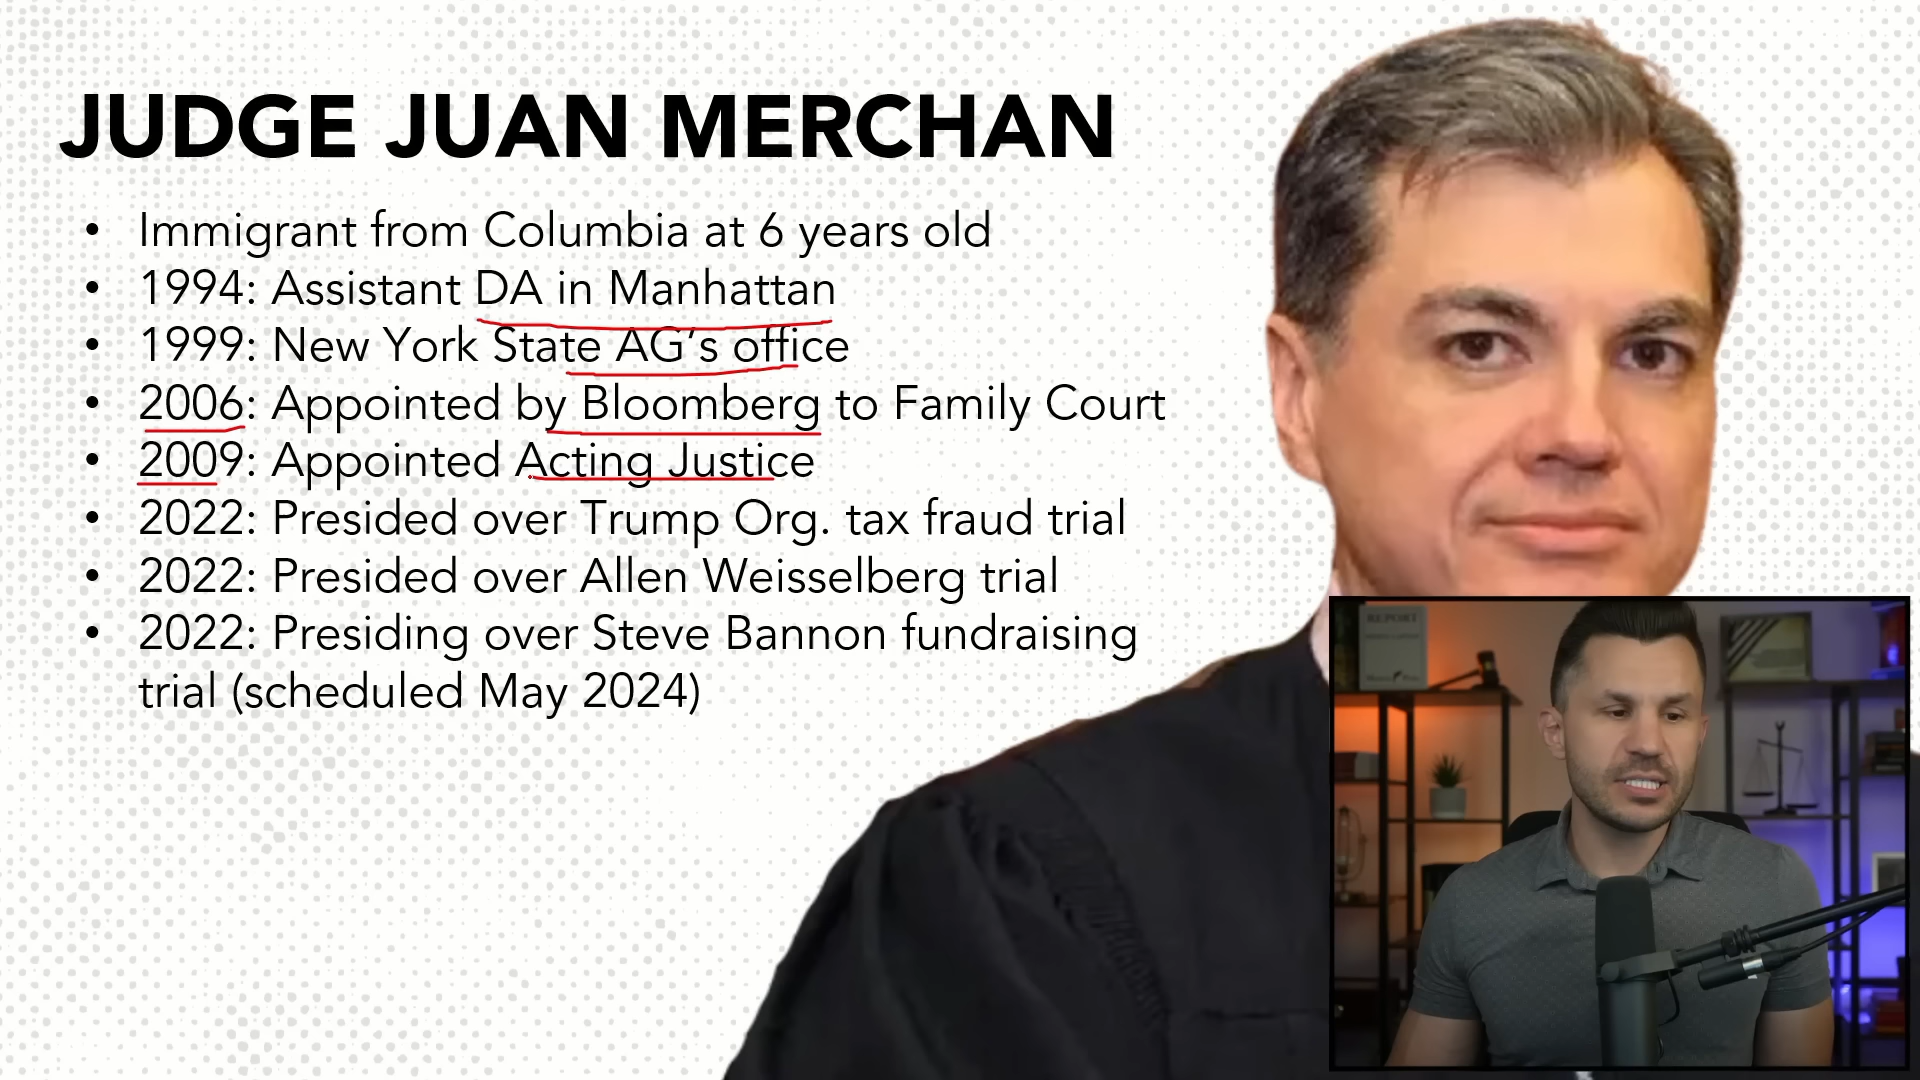 JUDGE JUAN MERCHAN
• Immigrant from Columbia at 6 years old
• 1994: Assistant DA in Manhattan
• 1999: New York State AG’s office
• 2006: Appointed by Bloomberg to Family Court
• 2009: Appointed Acting Justice
• 2022: Presided over Trump Org. tax fraud trial
• 2022: Presided over Allen Weisselberg trial
• 2022: Presiding over Steve Bannon fundraising
trial (scheduled May 2024)
REPORT